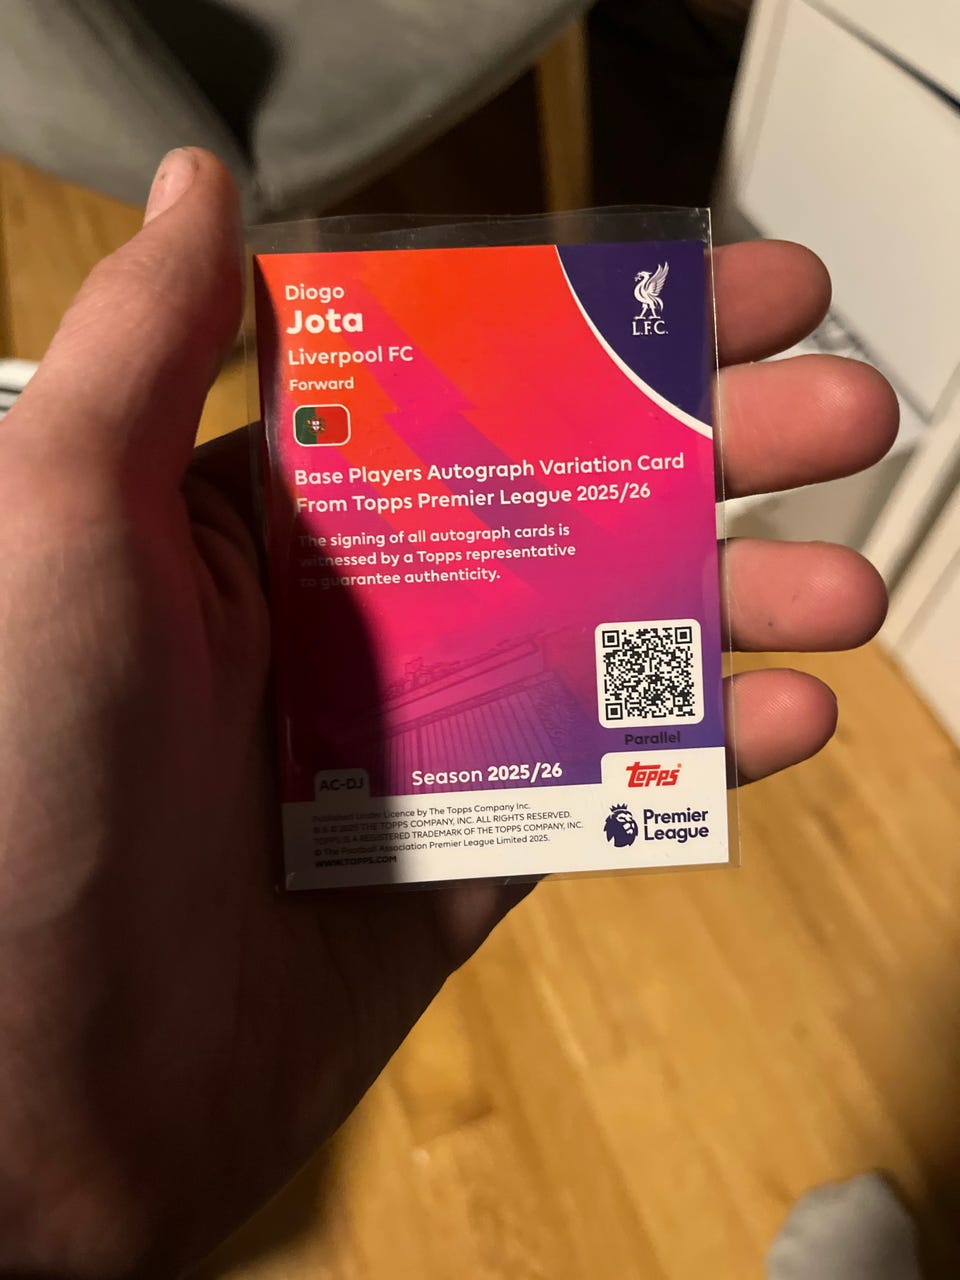 Diogo
Jota
Liverpool FC
Forward
L.F.C.
Base Players Autograph Variation Card
From Topps Premier League 2025/26
The signing of all autograph cards is
witnessed by a Topps representative
to guarantee authenticity.
Parallel
AC-DJ
Season 2025/26
Topps
Published Under Licence by The Topps Company Inc.
® & © 2025 THE TOPPS COMPANY, INC. ALL RIGHTS RESERVED.
TOPPS IS A REGISTERED TRADEMARK OF THE TOPPS COMPANY, INC.
© The Football Association Premier League Limited 2025.
WWW.TOPPS.COM
Premier
League